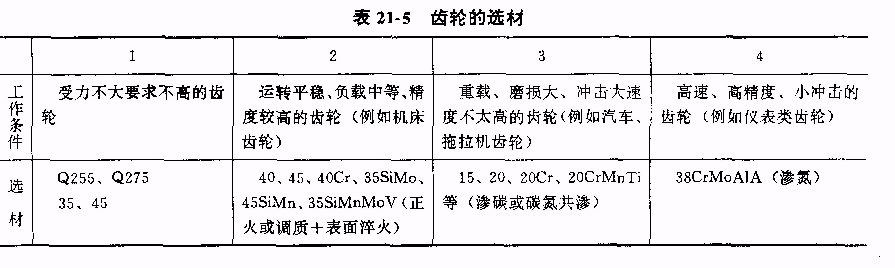 表 21-5 齿轮的选材
1
2
3
4
工作条件
受力不大要求不高的齿
轮
运转平稳、负载中等、精
度较高的齿轮（例如机床
齿轮）
重载、磨损大、冲击大速
度不太高的齿轮(例如汽车、
拖拉机齿轮）
高速、高精度、小冲击的
齿轮（例如仪表类齿轮）
选材
Q255、Q275
35、45
40、45、40Cr、35SiMo、
45SiMn、35SiMnMoV（正
火或调质＋表面淬火）
15、20、20Cr、20CrMnTi
等（渗碳或碳氮共渗）
38CrMoAlA（渗氮）